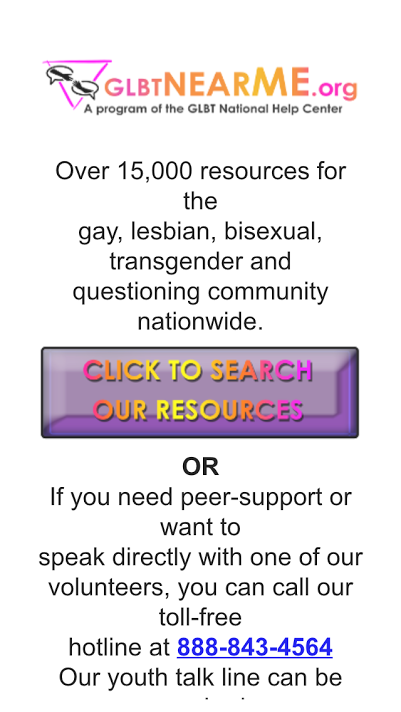 GLBTNEARME.org
A program of the GLBT National Help Center
Over 15,000 resources for
the
gay, lesbian, bisexual,
transgender and
questioning community
nationwide.
CLICK TO SEARCH
OUR RESOURCES
OR
If you need peer-support or
want to
speak directly with one of our
volunteers, you can call our
toll-free
hotline at 888-843-4564
Our youth talk line can be